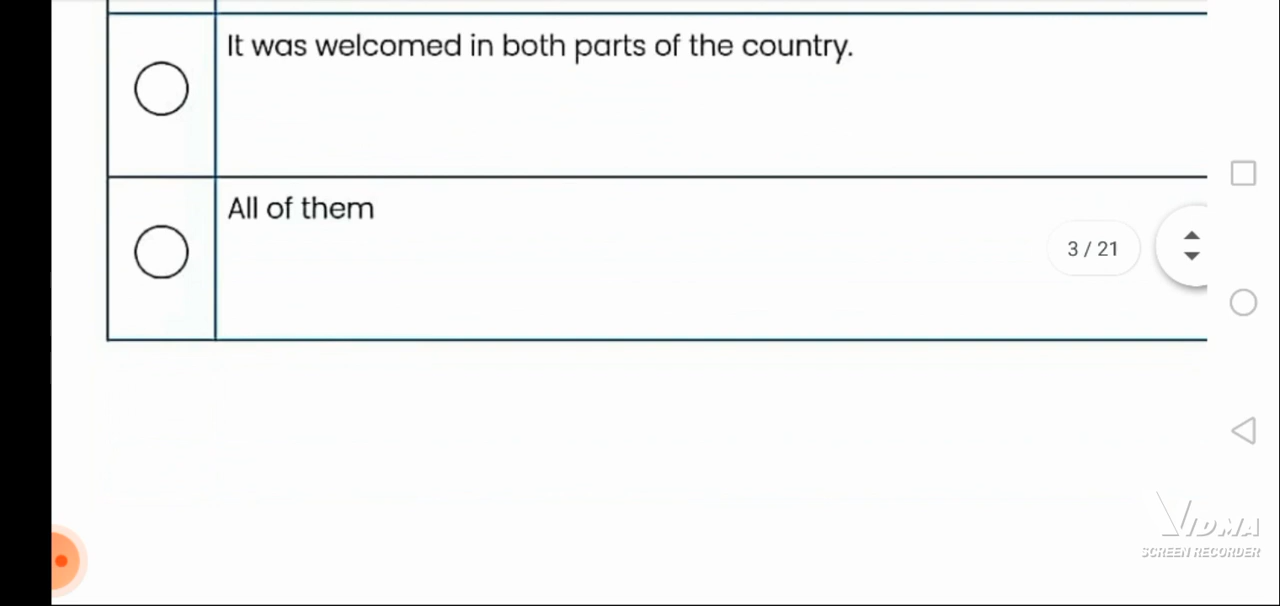 It was welcomed in both parts of the country.
All of them
3 / 21
VIDMA
SCREEN RECORDER